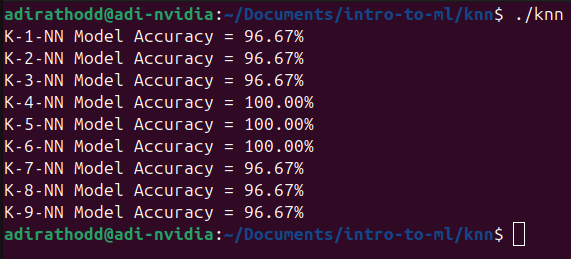 adirathodd@adi-nvidia:~/Documents/intro-to-ml/knn$ ./knn
K-1-NN Model Accuracy = 96.67%
K-2-NN Model Accuracy = 96.67%
K-3-NN Model Accuracy = 96.67%
K-4-NN Model Accuracy = 100.00%
K-5-NN Model Accuracy = 100.00%
K-6-NN Model Accuracy = 100.00%
K-7-NN Model Accuracy = 96.67%
K-8-NN Model Accuracy = 96.67%
K-9-NN Model Accuracy = 96.67%
adirathodd@adi-nvidia:~/Documents/intro-to-ml/knn$